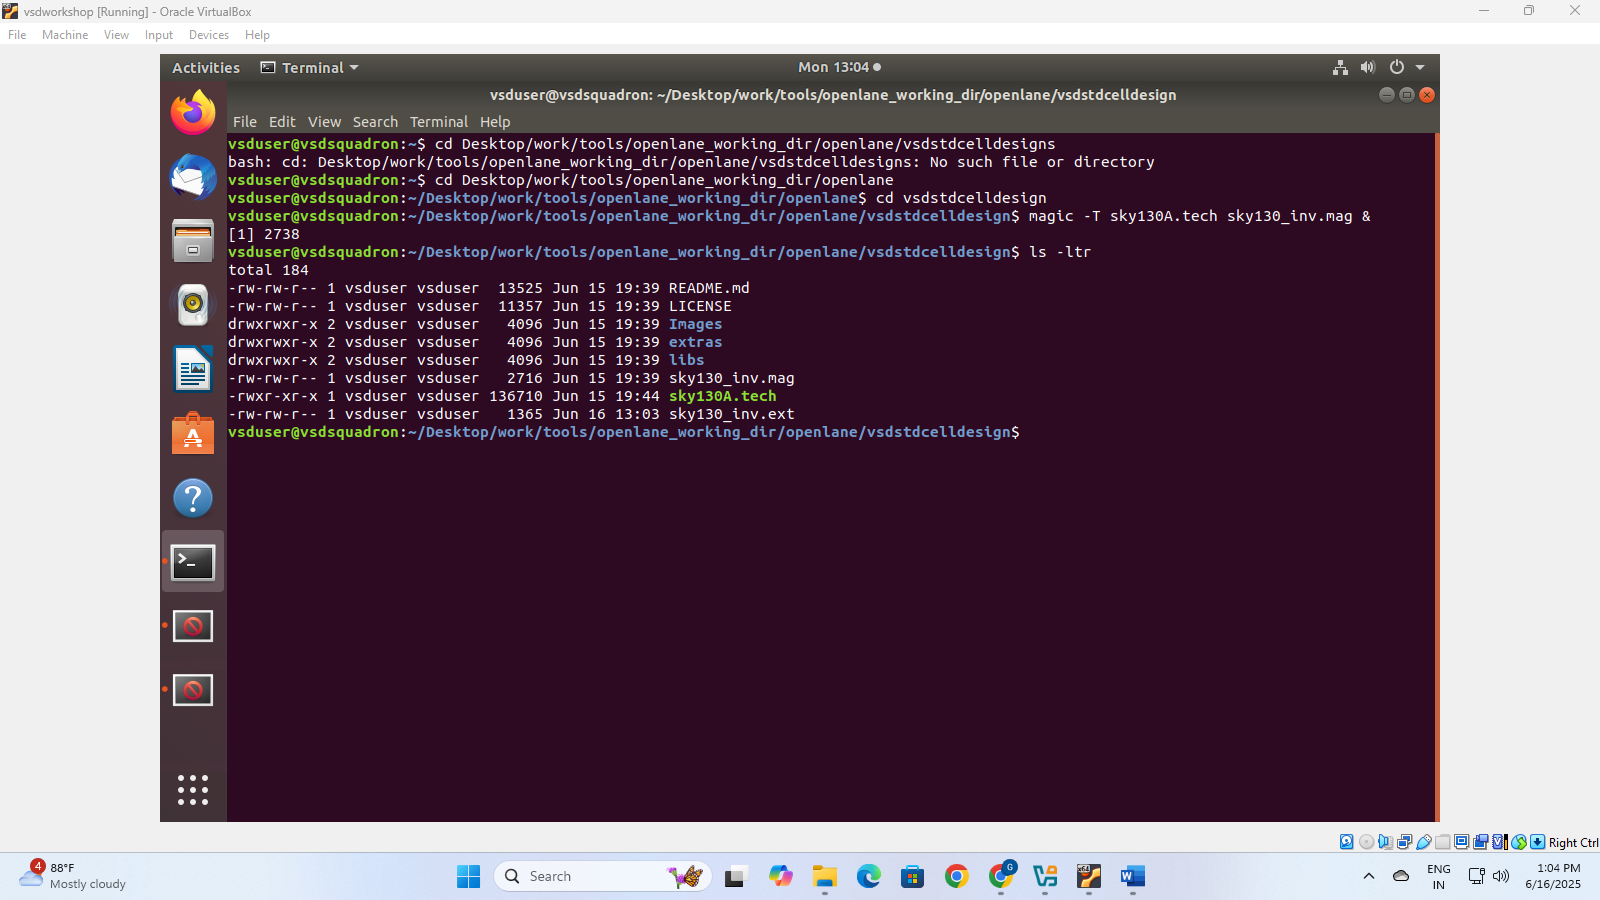 vsdworkshop [Running] - Oracle VirtualBox
File Machine View Input Devices Help
Activities Terminal Mon 13:04
vsduser@vsdsquadron: ~/Desktop/work/tools/openlane_working_dir/openlane/vsdstdcelldesign
File Edit View Search Terminal Help
vsduser@vsdsquadron:~$ cd Desktop/work/tools/openlane_working_dir/openlane/vsdstdcelldesigns
bash: cd: Desktop/work/tools/openlane_working_dir/openlane/vsdstdcelldesigns: No such file or directory
vsduser@vsdsquadron:~$ cd Desktop/work/tools/openlane_working_dir/openlane
vsduser@vsdsquadron:~/Desktop/work/tools/openlane_working_dir/openlane$ cd vsdstdcelldesign
vsduser@vsdsquadron:~/Desktop/work/tools/openlane_working_dir/openlane/vsdstdcelldesign$ magic -T sky130A.tech sky130_inv.mag &
[1] 2738
vsduser@vsdsquadron:~/Desktop/work/tools/openlane_working_dir/openlane/vsdstdcelldesign$ ls -ltr
total 184
-rw-rw-r-- 1 vsduser vsduser  13525 Jun 15 19:39 README.md
-rw-rw-r-- 1 vsduser vsduser  11357 Jun 15 19:39 LICENSE
drwxrwxr-x 2 vsduser vsduser   4096 Jun 15 19:39 Images
drwxrwxr-x 2 vsduser vsduser   4096 Jun 15 19:39 extras
drwxrwxr-x 2 vsduser vsduser   4096 Jun 15 19:39 libs
-rw-rw-r-- 1 vsduser vsduser   2716 Jun 15 19:39 sky130_inv.mag
-rwxr-xr-x 1 vsduser vsduser 136710 Jun 15 19:44 sky130A.tech
-rw-rw-r-- 1 vsduser vsduser   1365 Jun 16 13:03 sky130_inv.ext
vsduser@vsdsquadron:~/Desktop/work/tools/openlane_working_dir/openlane/vsdstdcelldesign$
Right Ctrl
4
88°F
Mostly cloudy
Search
G
ENG
IN
1:04 PM
6/16/2025